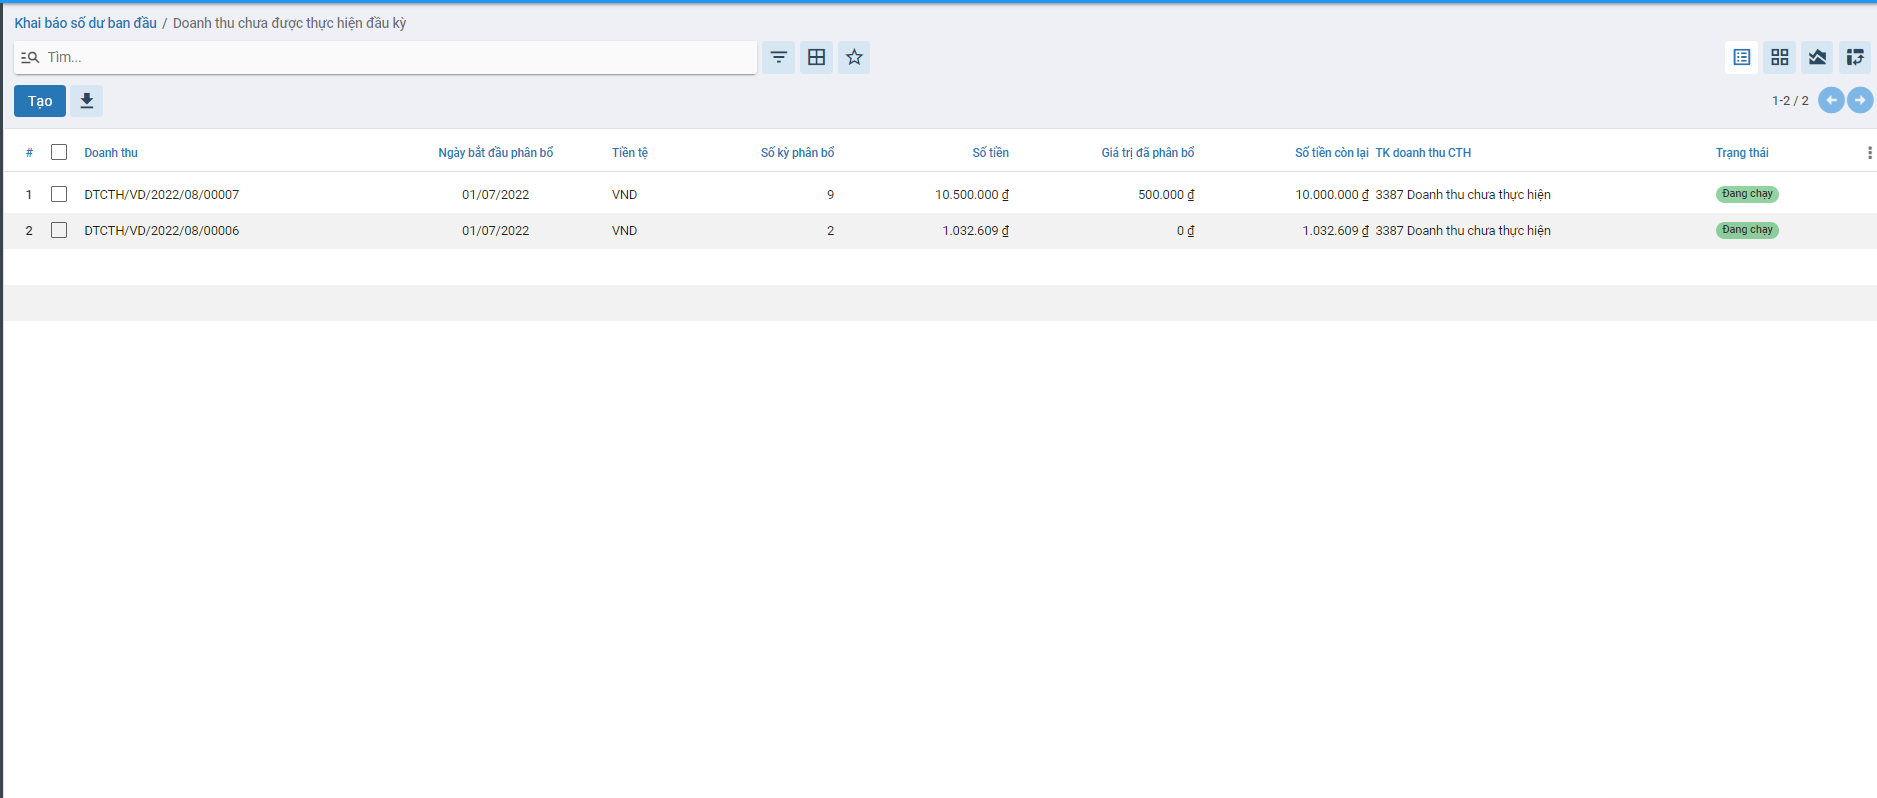 Khai báo số dư ban đầu / Doanh thu chưa được thực hiện đầu kỳ
Tìm...
Tạo
1-2 / 2
# Doanh thu Ngày bắt đầu phân bổ Tiền tệ Số kỳ phân bổ Số tiền Giá trị đã phân bổ Số tiền còn lại TK doanh thu CTH Trạng thái
1 DTCTH/VD/2022/08/00007 01/07/2022 VND 9 10.500.000 ₫ 500.000 ₫ 10.000.000 ₫ 3387 Doanh thu chưa thực hiện Đang chạy
2 DTCTH/VD/2022/08/00006 01/07/2022 VND 2 1.032.609 ₫ 0 ₫ 1.032.609 ₫ 3387 Doanh thu chưa thực hiện Đang chạy